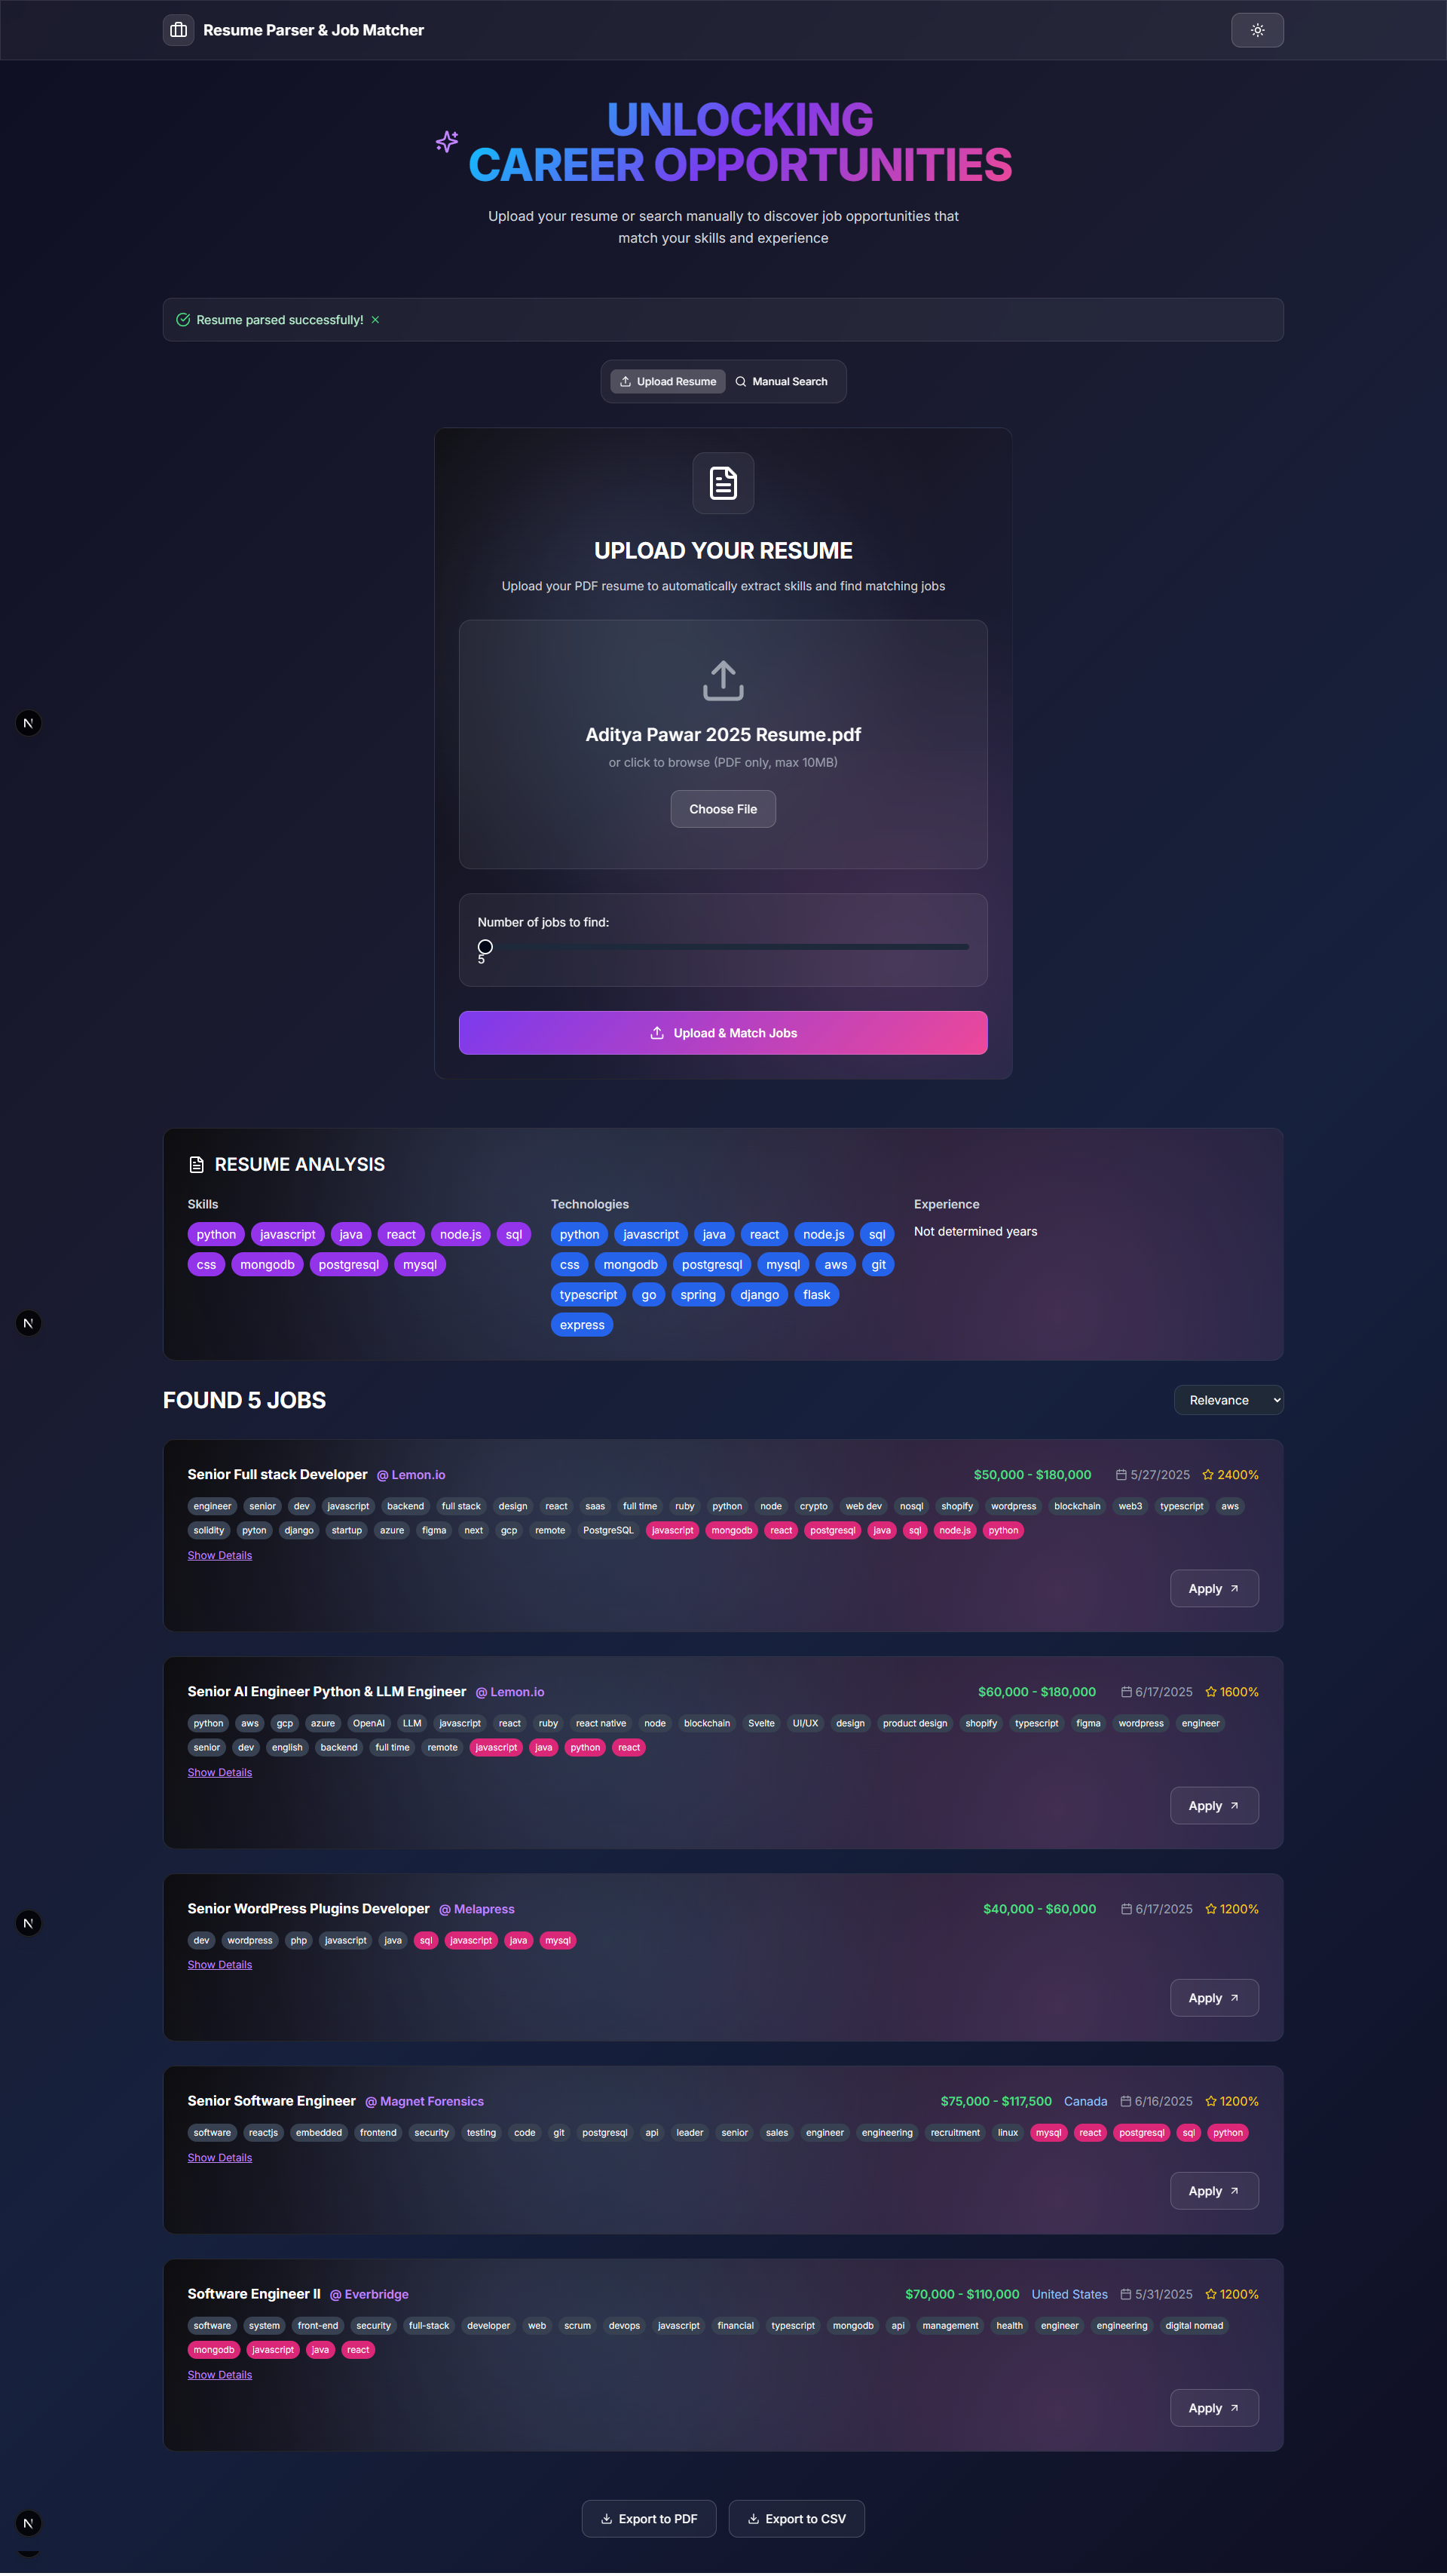 Resume Parser & Job Matcher
UNLOCKING
CAREER OPPORTUNITIES
Upload your resume or search manually to discover job opportunities that
match your skills and experience
Resume parsed successfully! ×
Upload Resume Manual Search
UPLOAD YOUR RESUME
Upload your PDF resume to automatically extract skills and find matching jobs
N
Aditya Pawar 2025 Resume.pdf
or click to browse (PDF only, max 10MB)
Choose File
Number of jobs to find:
5
Upload & Match Jobs
RESUME ANALYSIS
Skills
python javascript java react node.js sql
css mongodb postgresql mysql
Technologies
python javascript java react node.js sql
css mongodb postgresql mysql aws git
typescript go spring django flask
express
Experience
Not determined years
N
FOUND 5 JOBS
Relevance
Senior Full stack Developer @ Lemon.io $50,000 - $180,000 5/27/2025 2400%
engineer senior dev javascript backend full stack design react saas full time ruby python node crypto web dev nosql shopify wordpress blockchain web3 typescript aws
solidity pyton django startup azure figma next gcp remote PostgreSQL javascript mongodb react postgresql java sql node.js python
Show Details
Apply
Senior AI Engineer Python & LLM Engineer @ Lemon.io $60,000 - $180,000 6/17/2025 1600%
python aws gcp azure OpenAI LLM javascript react ruby react native node blockchain Svelte UI/UX design product design shopify typescript figma wordpress engineer
senior dev english backend full time remote javascript java python react
Show Details
Apply
Senior WordPress Plugins Developer @ Melapress $40,000 - $60,000 6/17/2025 1200%
N
dev wordpress php javascript java sql javascript java mysql
Show Details
Apply
Senior Software Engineer @ Magnet Forensics $75,000 - $117,500 Canada 6/16/2025 1200%
software reactjs embedded frontend security testing code git postgresql api leader senior sales engineer engineering recruitment linux mysql react postgresql sql python
Show Details
Apply
Software Engineer II @ Everbridge $70,000 - $110,000 United States 5/31/2025 1200%
software system front-end security full-stack developer web scrum devops javascript financial typescript mongodb api management health engineer engineering digital nomad
mongodb javascript java react
Show Details
Apply
Export to PDF Export to CSV
N